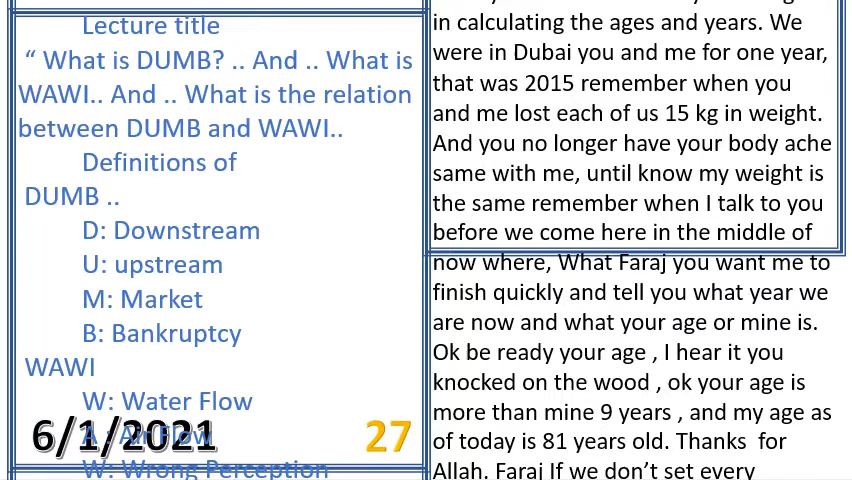 Lecture title
“ What is DUMB? .. And .. What is
WAWI.. And .. What is the relation
between DUMB and WAWI..
Definitions of
DUMB ..
D: Downstream
U: upstream
M: Market
B: Bankruptcy
WAWI
W: Water Flow
A : Air Flow
W: Wrong Perception
6/1/2021
27
in calculating the ages and years. We
were in Dubai you and me for one year,
that was 2015 remember when you
and me lost each of us 15 kg in weight.
And you no longer have your body ache
same with me, until know my weight is
the same remember when I talk to you
before we come here in the middle of
now where, What Faraj you want me to
finish quickly and tell you what year we
are now and what your age or mine is.
Ok be ready your age , I hear it you
knocked on the wood , ok your age is
more than mine 9 years , and my age as
of today is 81 years old. Thanks  for
Allah. Faraj If we don’t set every